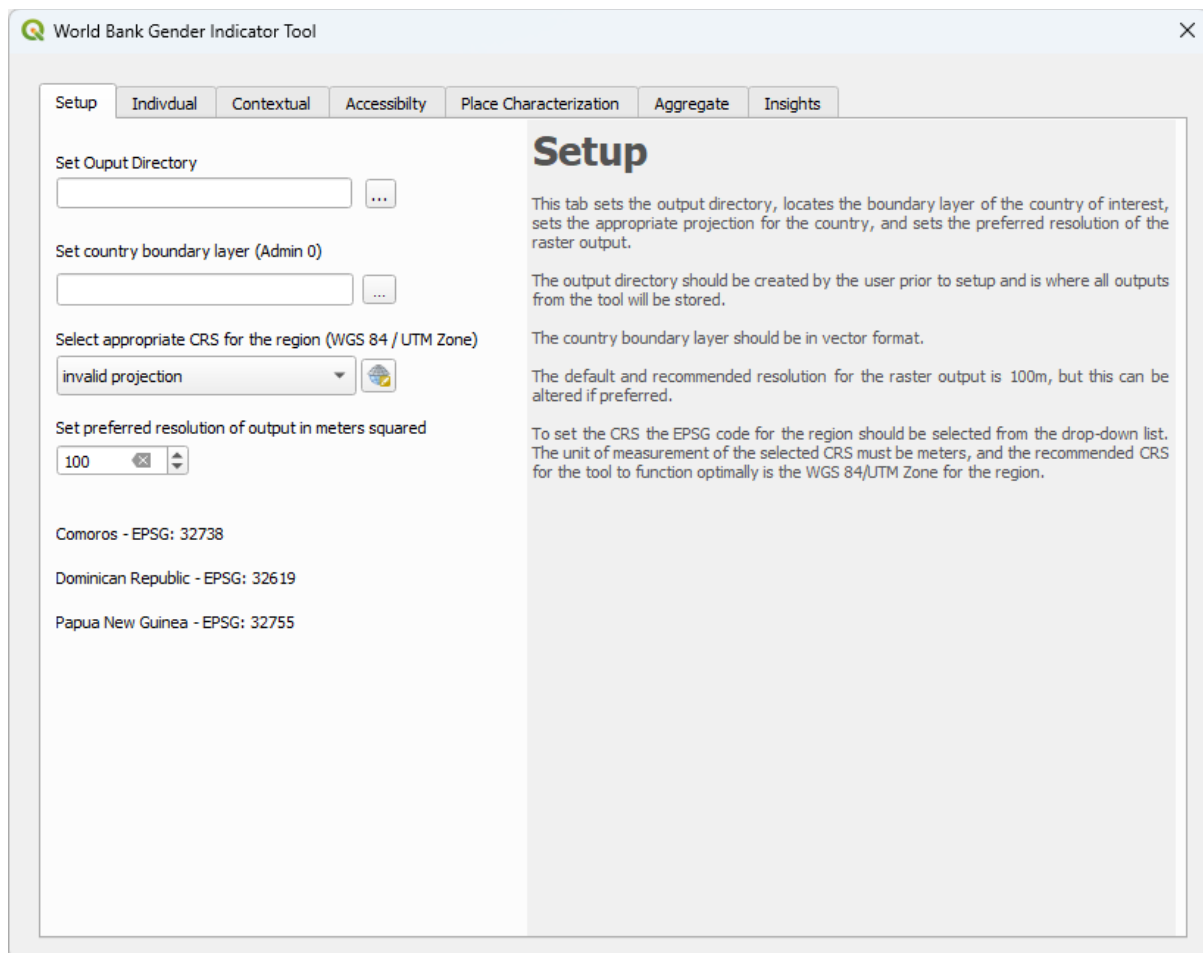 World Bank Gender Indicator Tool
Setup Indivdual Contextual Accessibilty Place Characterization Aggregate Insights
Set Ouput Directory
...
Set country boundary layer (Admin 0)
...
Select appropriate CRS for the region (WGS 84 / UTM Zone)
invalid projection
Set preferred resolution of output in meters squared
100
Comoros - EPSG: 32738
Dominican Republic - EPSG: 32619
Papua New Guinea - EPSG: 32755
Setup
This tab sets the output directory, locates the boundary layer of the country of interest,
sets the appropriate projection for the country, and sets the preferred resolution of the
raster output.
The output directory should be created by the user prior to setup and is where all outputs
from the tool will be stored.
The country boundary layer should be in vector format.
The default and recommended resolution for the raster output is 100m, but this can be
altered if preferred.
To set the CRS the EPSG code for the region should be selected from the drop-down list.
The unit of measurement of the selected CRS must be meters, and the recommended CRS
for the tool to function optimally is the WGS 84/UTM Zone for the region.